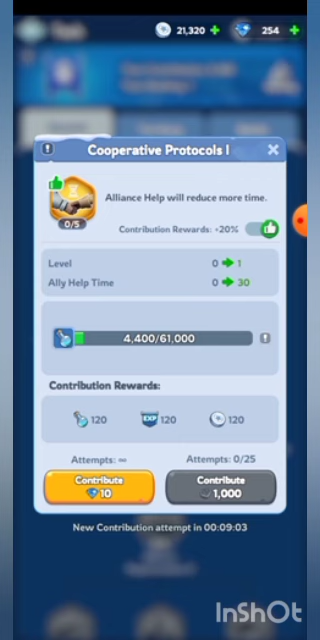 21,320 +
254 +
Cooperative Protocols I
Alliance Help will reduce more time.
0/5
Contribution Rewards: +20%
Level 0 1
Ally Help Time 0 30
4,400/61,000
Contribution Rewards:
120 EXP 120 120
Attempts: ∞ Attempts: 0/25
Contribute Contribute
10 1,000
New Contribution attempt in 00:09:03
InShOt